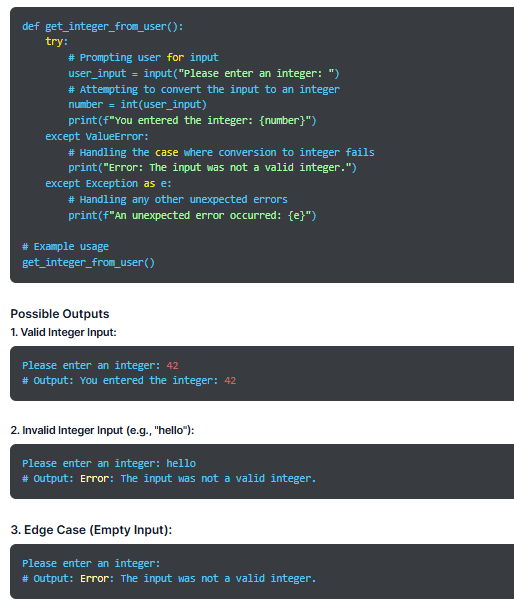 def get_integer_from_user():
    try:
        # Prompting user for input
        user_input = input("Please enter an integer: ")
        # Attempting to convert the input to an integer
        number = int(user_input)
        print(f"You entered the integer: {number}")
    except ValueError:
        # Handling the case where conversion to integer fails
        print("Error: The input was not a valid integer.")
    except Exception as e:
        # Handling any other unexpected errors
        print(f"An unexpected error occurred: {e}")

# Example usage
get_integer_from_user()
Possible Outputs
1. Valid Integer Input:
Please enter an integer: 42
# Output: You entered the integer: 42
2. Invalid Integer Input (e.g., "hello"):
Please enter an integer: hello
# Output: Error: The input was not a valid integer.
3. Edge Case (Empty Input):
Please enter an integer:
# Output: Error: The input was not a valid integer.